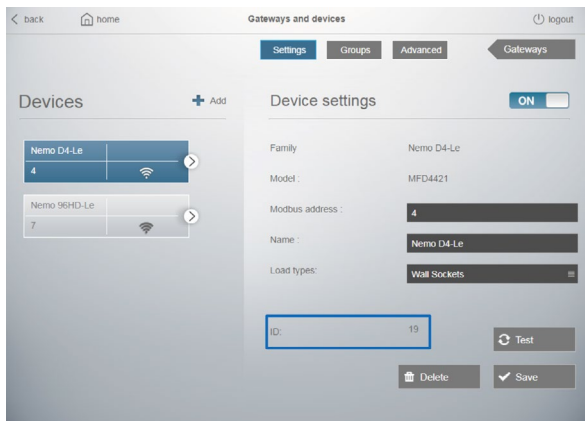 back home Gateways and devices logout
Settings Groups Advanced Gateways
Devices Add Device settings ON
Nemo D4-Le
4
Nemo 96HD-Le
7
Family Nemo D4-Le
Model : MFD4421
Modbus address : 4
Name : Nemo D4-Le
Load types: Wall Sockets
ID: 19
Test
Delete Save